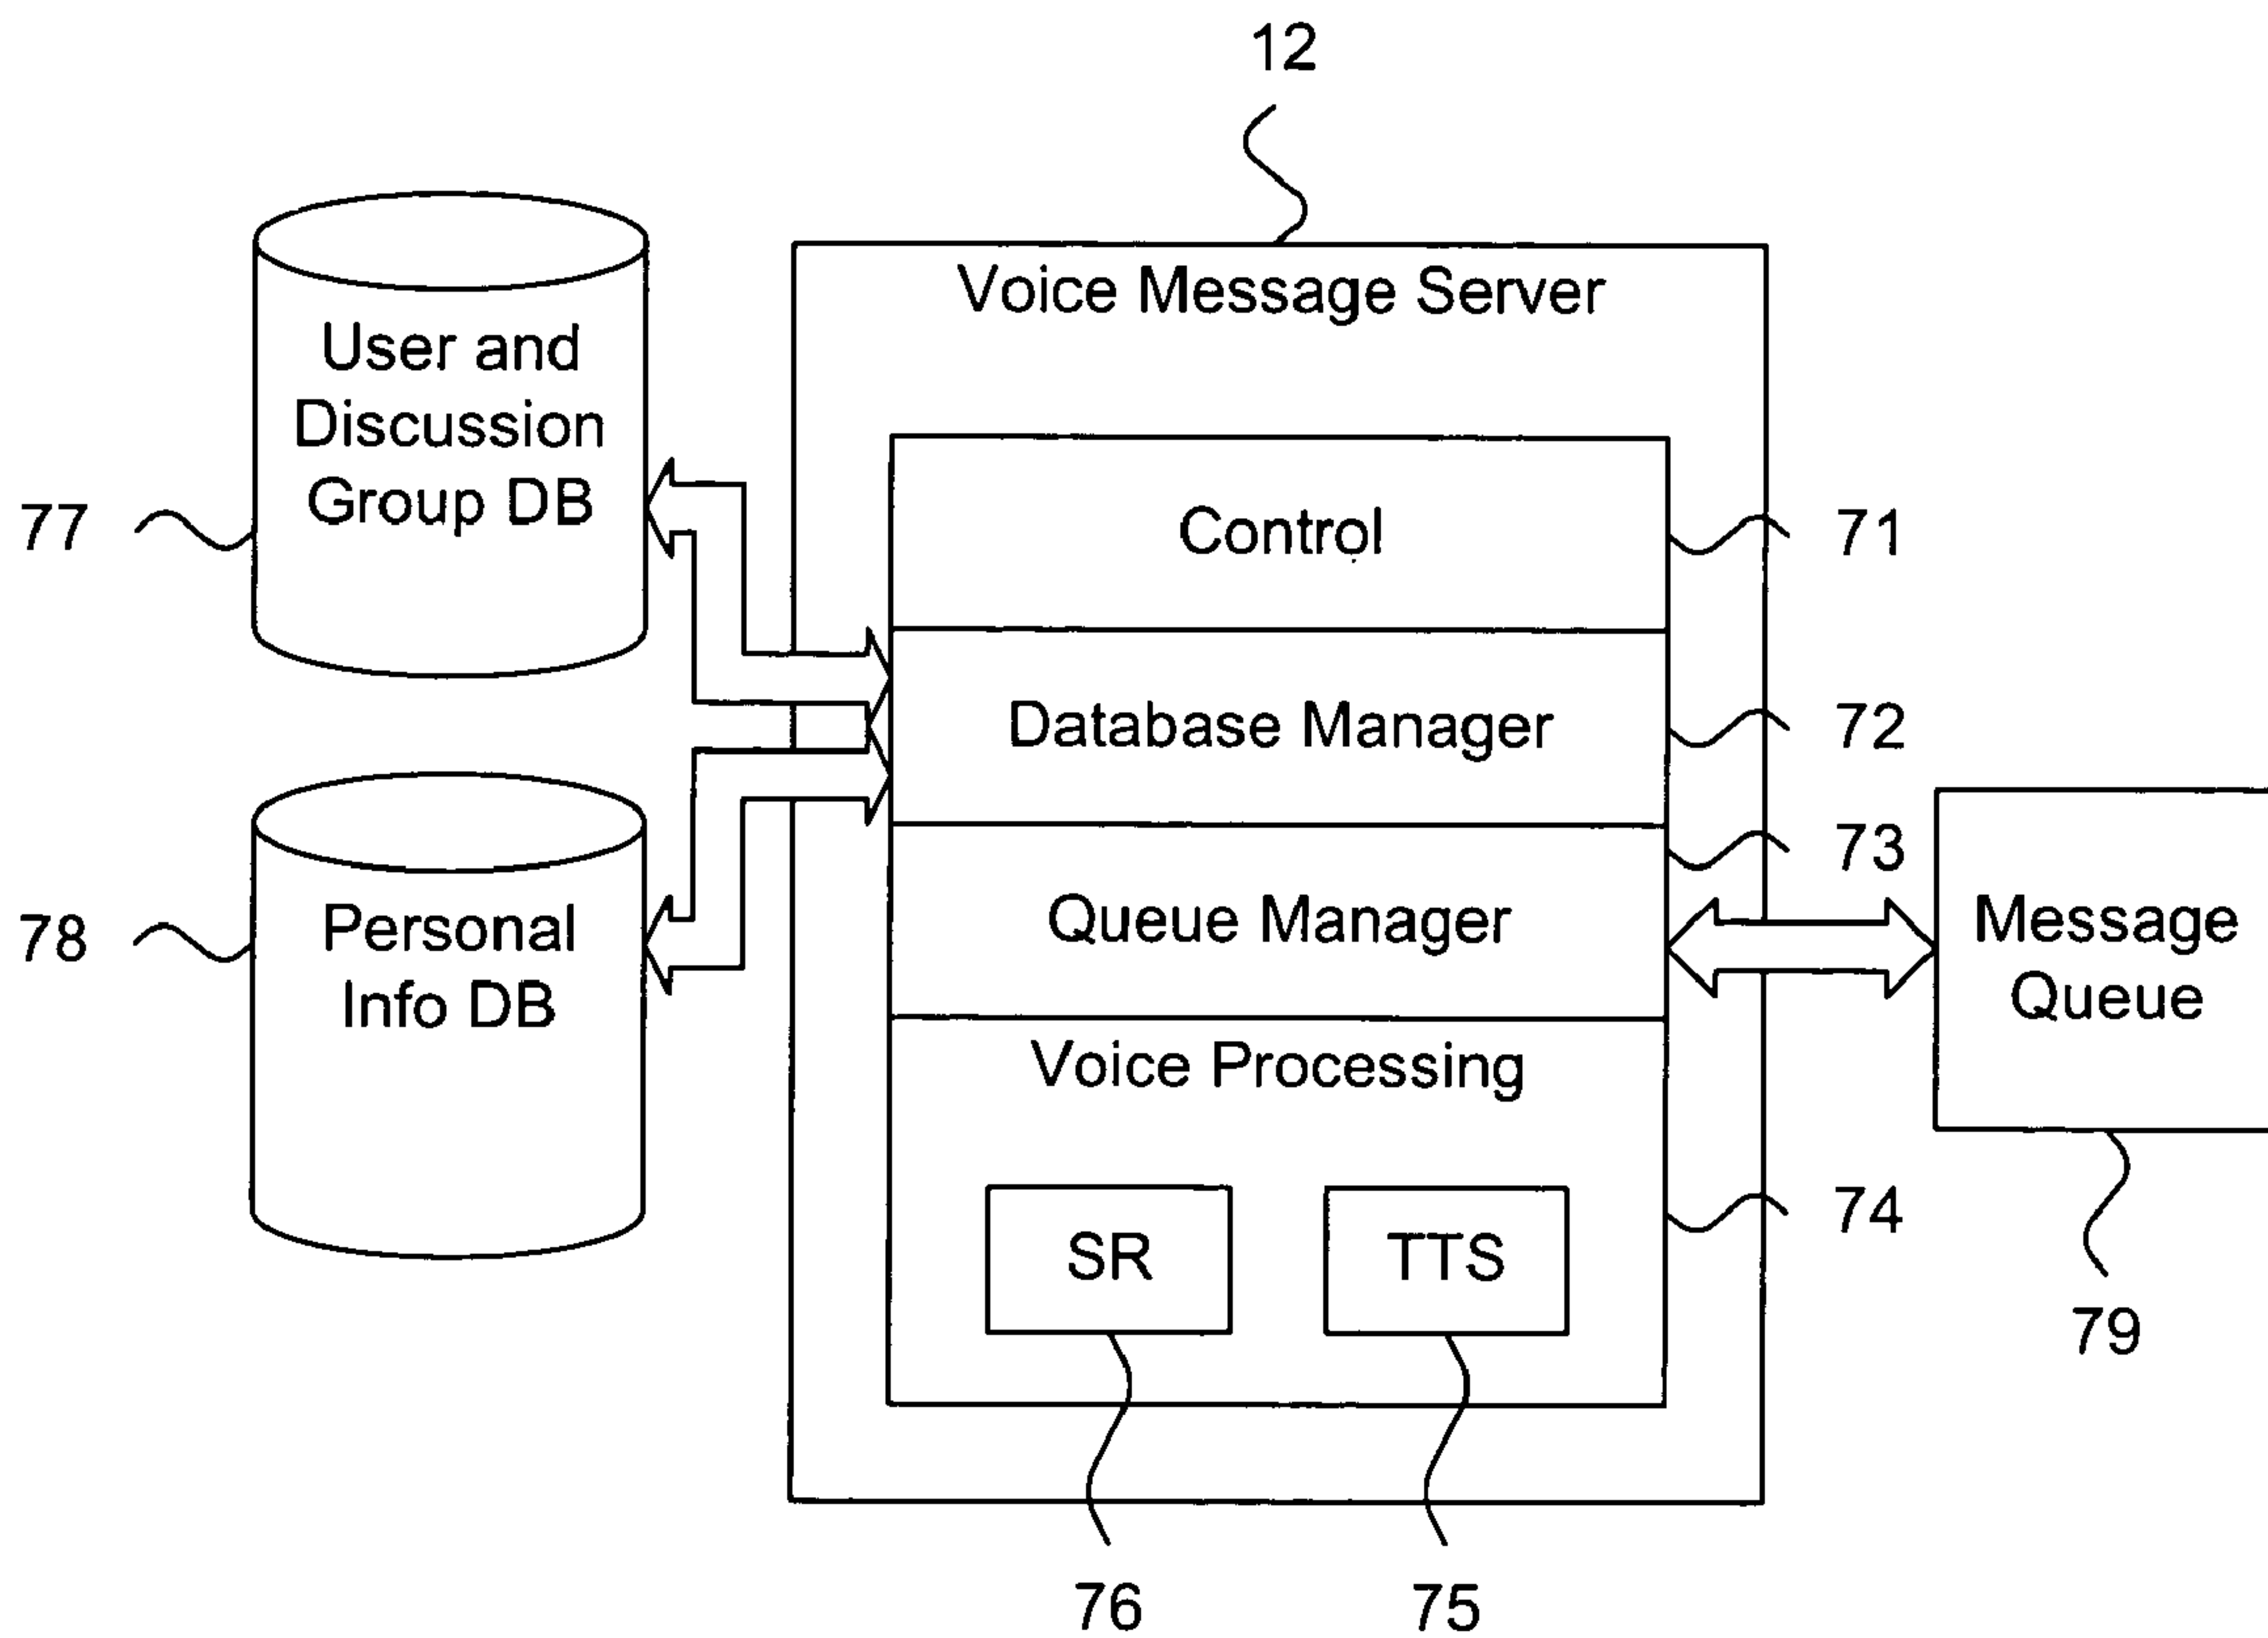 12
Voice Message Server
User and
Discussion
Group DB
77
Control
71
Database Manager
72
73
Queue Manager
Personal
Info DB
78
Message
Queue
79
Voice Processing
74
SR
TTS
76
75